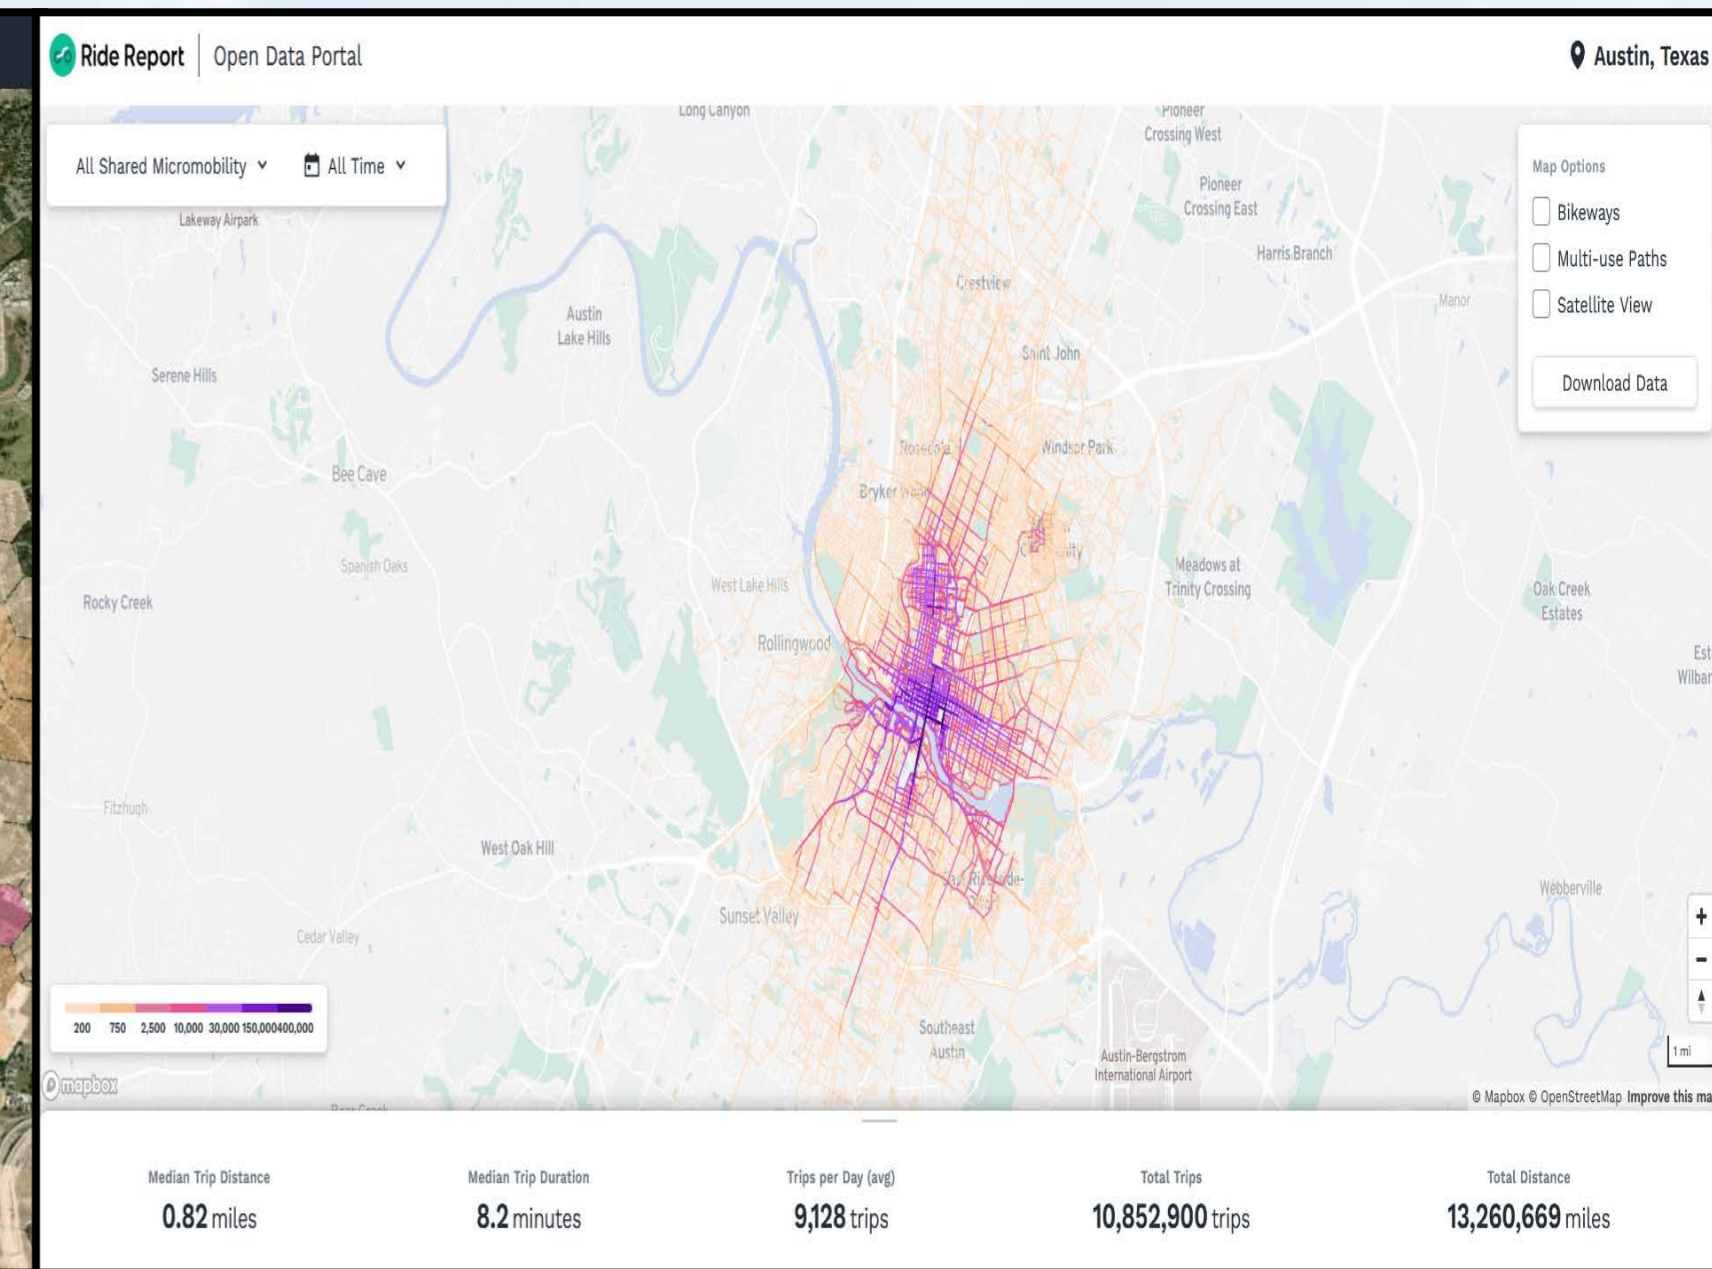 Ride Report
Open Data Portal
Austin, Texas
All Shared Micromobility
All Time
Map Options
Bikeways
Multi-use Paths
Satellite View
Download Data
Long Canyon
Pioneer
Crossing West
Pioneer
Crossing East
Lakeway Airpark
Harris Branch
Crestview
Manor
Austin
Lake Hills
Saint John
Serene Hills
Rosedale
Windsor Park
Bee Cave
Spanish Oaks
West Lake Hills
Meadows at
Trinity Crossing
Oak Creek
Estates
Rocky Creek
Rollingwood
Est
Wilbar
Fitzhugh
West Oak Hill
Webberville
Sunset Valley
Cedar Valley
Southeast
Austin
Austin-Bergstrom
International Airport
200 750 2,500 10,000 30,000 150,000 400,000
1 mi
mapbox
© Mapbox © OpenStreetMap Improve this ma
Median Trip Distance
0.82 miles
Median Trip Duration
8.2 minutes
Trips per Day (avg)
9,128 trips
Total Trips
10,852,900 trips
Total Distance
13,260,669 miles